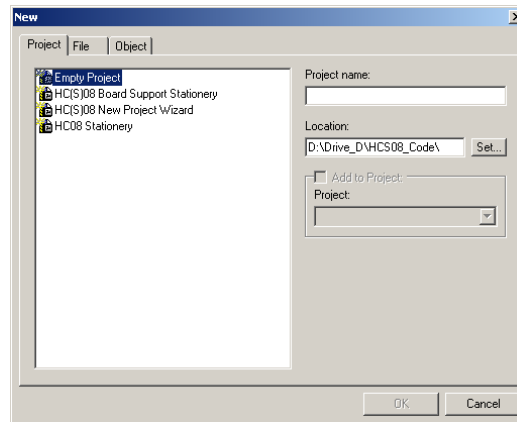 New
Project
File
Object
Empty Project
HC(S)08 Board Support Stationery
HC(S)08 New Project Wizard
HC08 Stationery
Project name:
Location:
D:\Drive_D\HCS08_Code\
Set...
Add to Project:
Project:
OK
Cancel